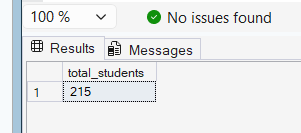 100 %
No issues found
Results
Messages
total_students
1
215